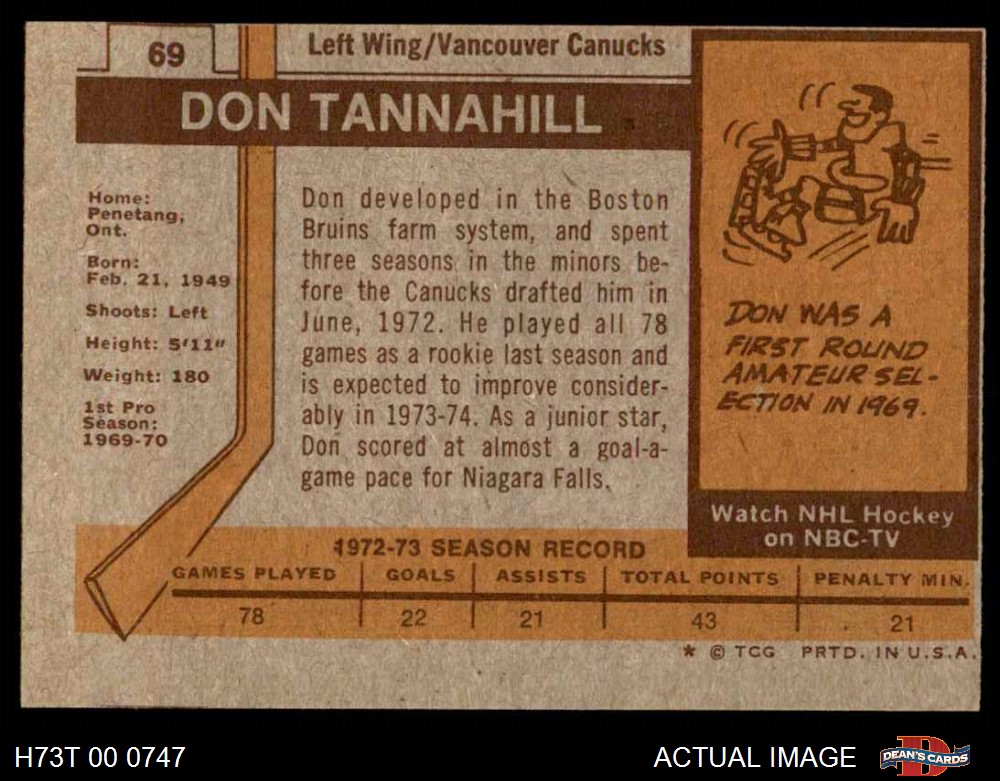 69
Left Wing/Vancouver Canucks
DON TANNAHILL
Home:
Penetang,
Ont.
Born:
Feb. 21, 1949
Shoots: Left
Height: 5'11"
Weight: 180
1st Pro
Season:
1969-70
Don developed in the Boston
Bruins farm system, and spent
three seasons in the minors be-
fore the Canucks drafted him in
June, 1972. He played all 78
games as a rookie last season and
is expected to improve consider-
ably in 1973-74. As a junior star,
Don scored at almost a goal-a-
game pace for Niagara Falls.
DON WAS A
FIRST ROUND
AMATEUR SEL-
ECTION IN 1969.
Watch NHL Hockey
on NBC-TV
1972-73 SEASON RECORD
GAMES PLAYED GOALS ASSISTS TOTAL POINTS PENALTY MIN.
78 22 21 43 21
* © TCG PRTD. IN U.S.A.
H73T 00 0747 ACTUAL IMAGE DEAN'S CARDS